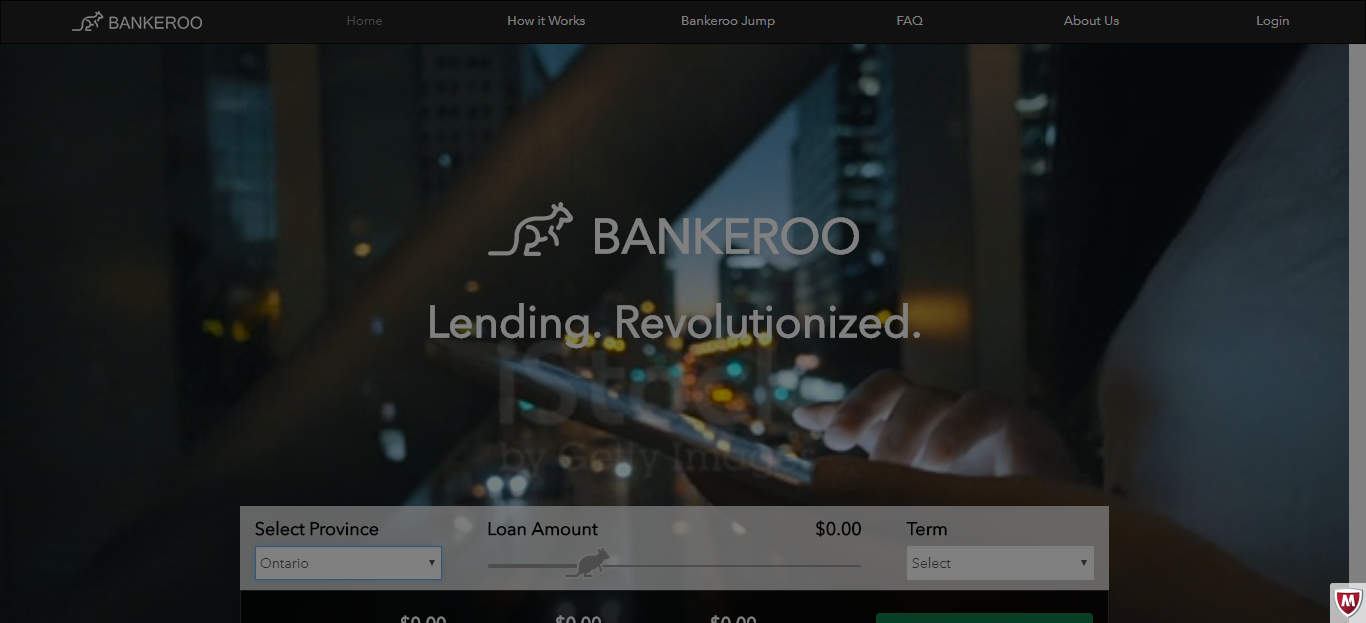 BANKEROO
Home
How it Works
Bankeroo Jump
FAQ
About Us
Login
BANKEROO
Lending. Revolutionized.
iStock
by Getty Images
Select Province
Loan Amount
$0.00
Term
Ontario
Select
$0.00
$0.00
$0.00
M